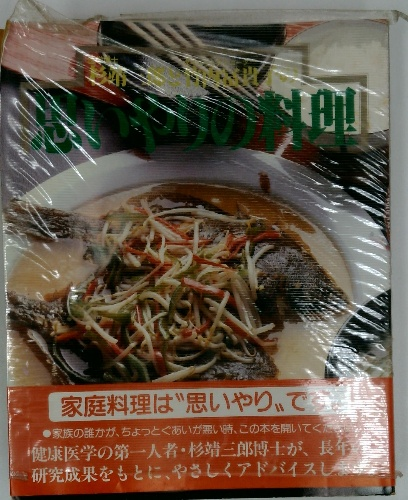 思いやりの料理
家庭料理は“思いやり”で
●家族の誰かが、ちょっとぐあいが悪い時、この本を開いてくだ
健康医学の第一人者・杉靖三郎博士が、長年
研究成果をもとに、やさしくアドバイスしま